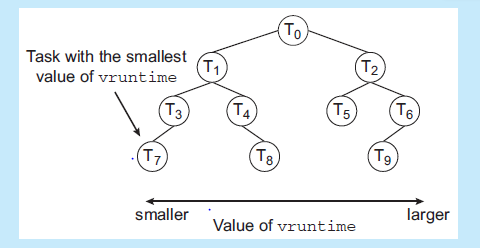 T0
Task with the smallest
value of vruntime
T1
T2
T3
T4
T5
T6
T7
T8
T9
smaller
larger
Value of vruntime